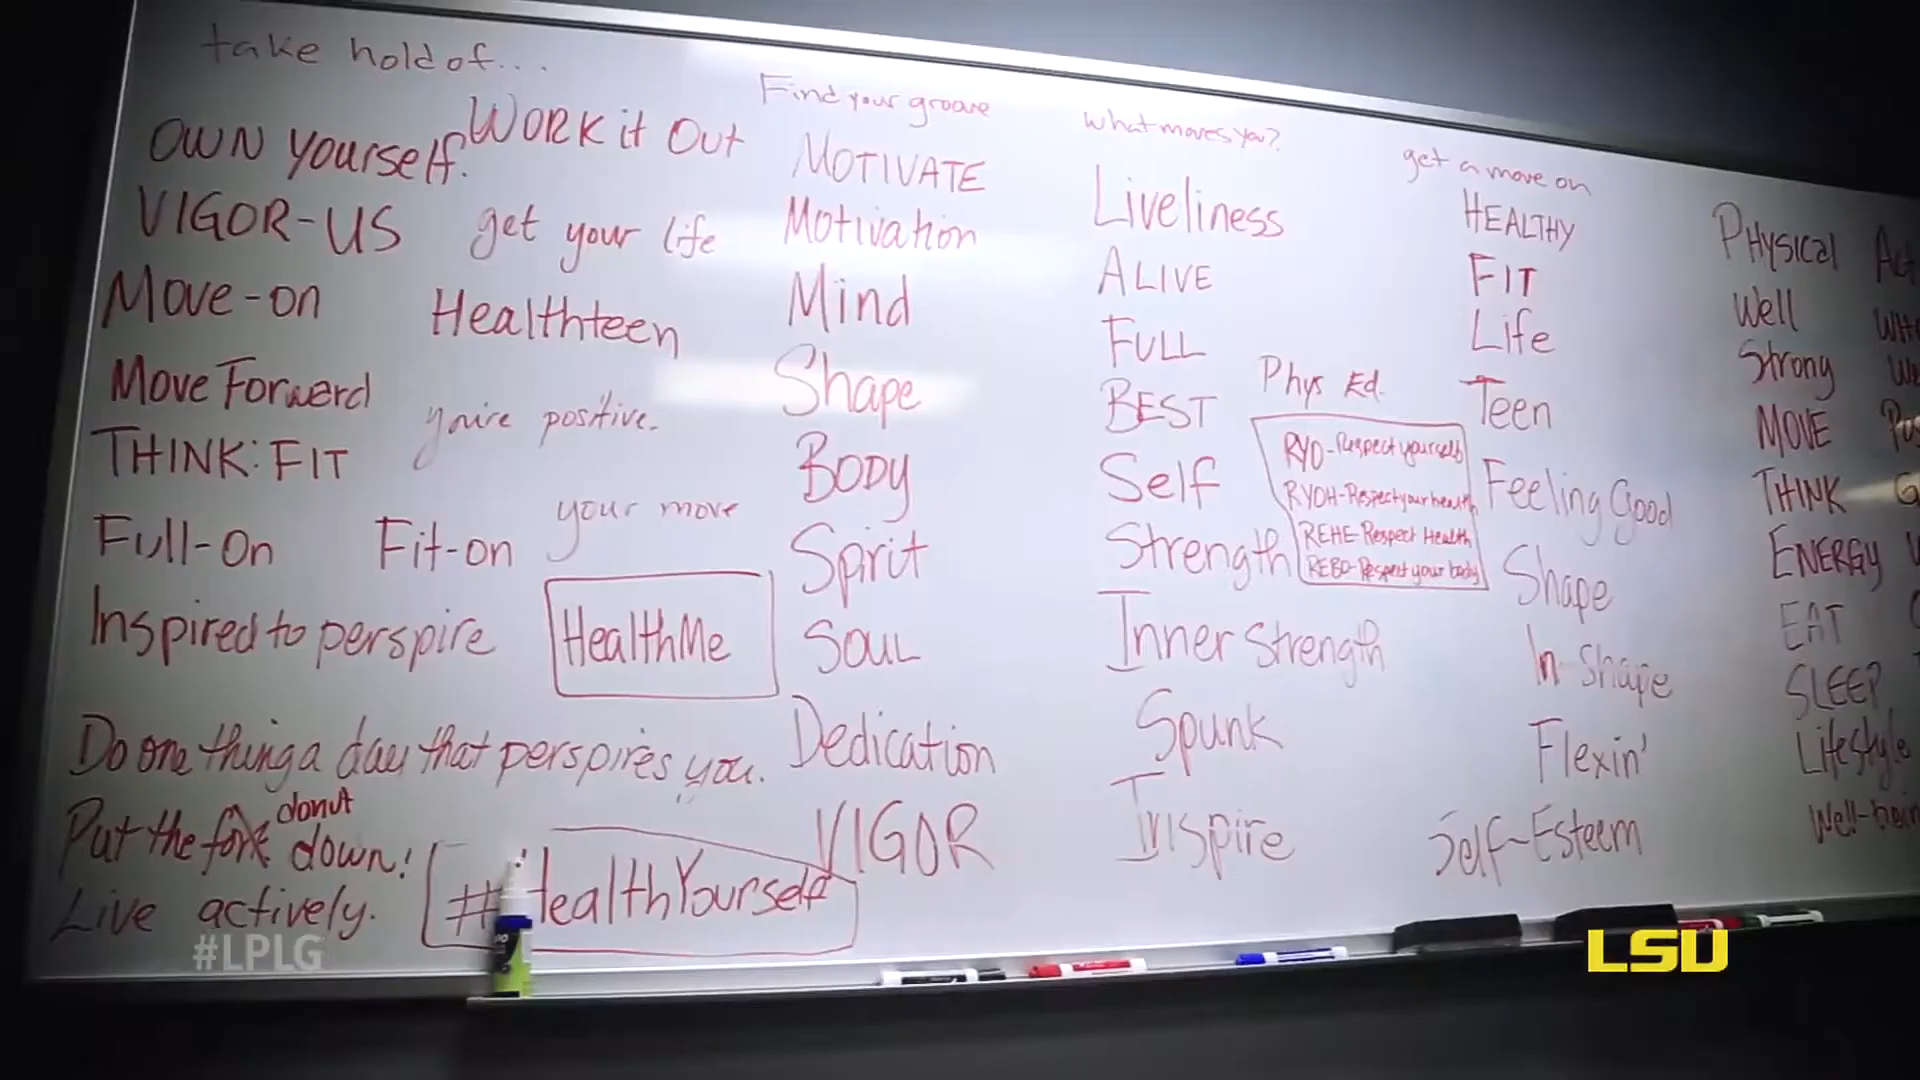 take hold of...
OWN yourself.
WORK it Out
VIGOR-US
get your life
Move-on
Healthteen
Move Forward
you're positive.
THINK: FIT
your move
Full-On
Fit-on
Inspired to perspire
HealthMe
Do one thing a day that perspires you.
donut
Put the fork down!
Live actively.
#HealthYourself
Find your groove
MOTIVATE
Motivation
Mind
Shape
BODY
Spirit
SOUL
Dedication
VIGOR
What moves you?
Liveliness
ALIVE
FULL
BEST
Self
Strength
Inner Strength
Spunk
Inspire
Phys Ed.
RYO-Respect yourself
RYOH-Respect your health
REHE-Respect Health
REBO-Respect your body
get a move on
HEALTHY
FIT
Life
Teen
Feeling Good
Shape
In-Shape
Flexin'
Self-Esteem
PHysical
Well
Strong
MOVE
THINK
ENERGY
EAT
SLEEP
Lifestyle
#LPLG
LSU